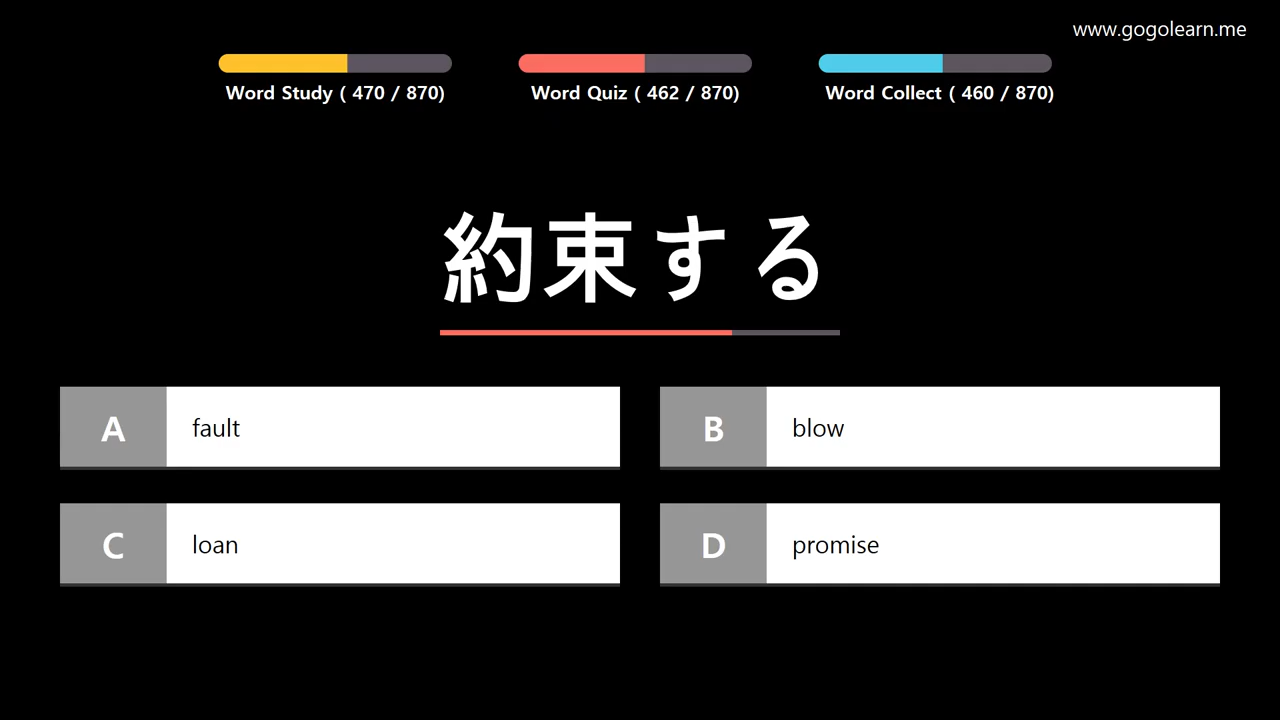 www.gogolearn.me
Word Study ( 470 / 870)
Word Quiz ( 462 / 870)
Word Collect ( 460 / 870)
約束する
A fault
B blow
C loan
D promise